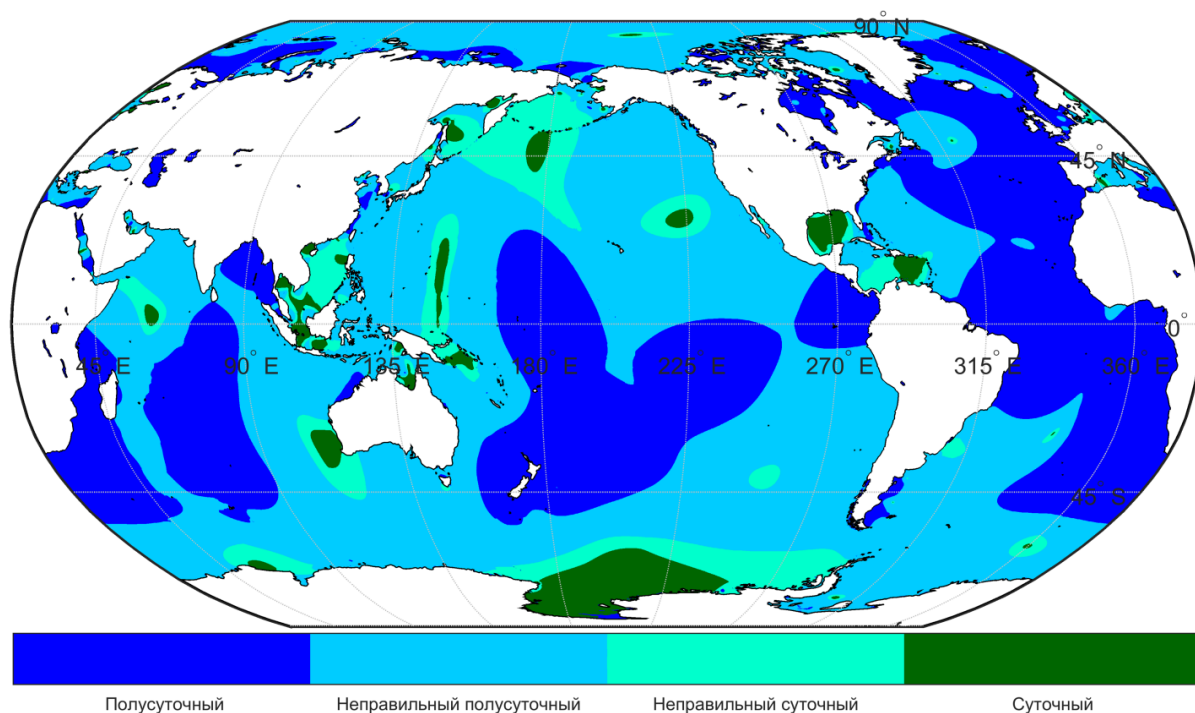 90° N
45° N
0°
45° E
90° E
135° E
180° E
225° E
270° E
315° E
360° E
45° S
Полусуточный
Неправильный полусуточный
Неправильный суточный
Суточный